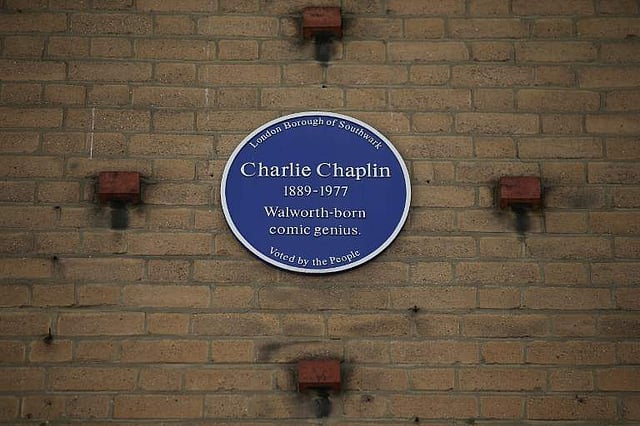 London Borough of Southwark
Charlie Chaplin
1889-1977
Walworth-born
comic genius.
Voted by the People